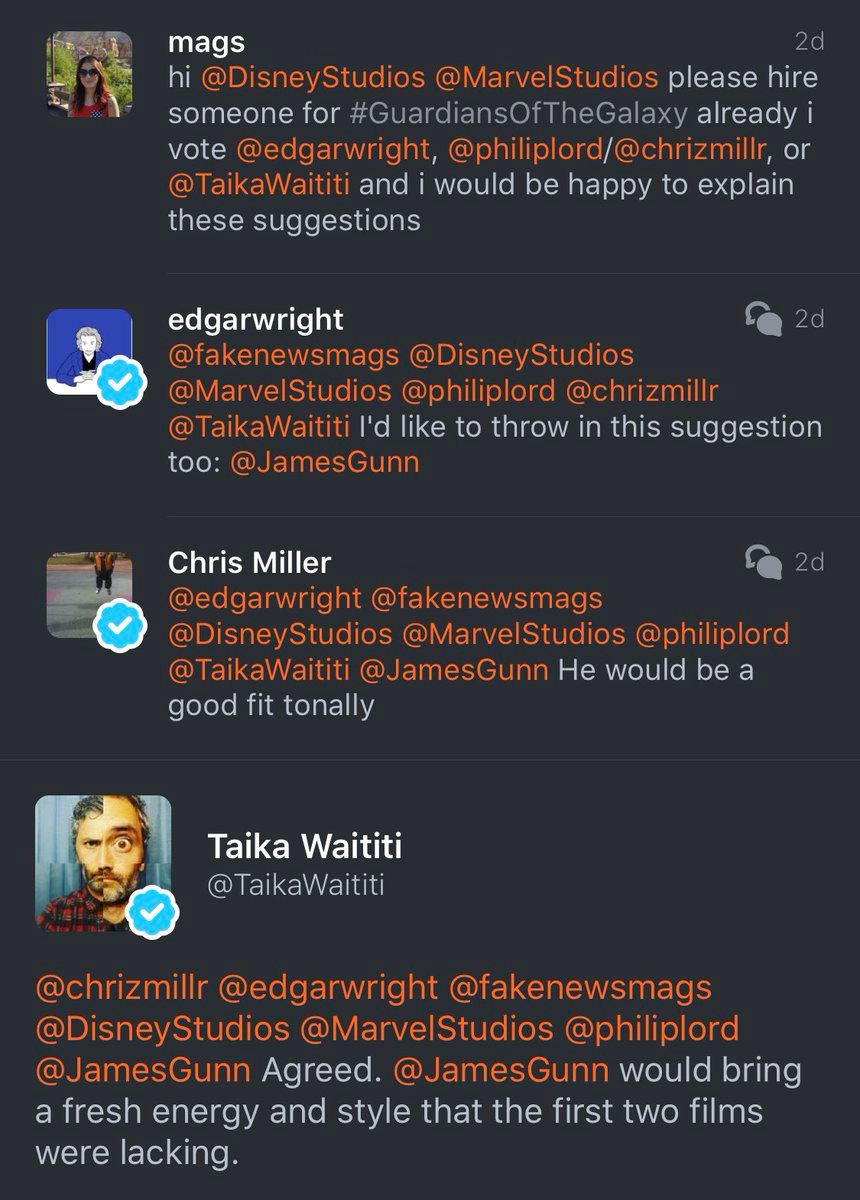 mags
2d
hi @DisneyStudios @MarvelStudios please hire
someone for #GuardiansOfTheGalaxy already i
vote @edgarwright, @philiplord/@chrizmillr, or
@TaikaWaititi and i would be happy to explain
these suggestions
edgarwright
2d
@fakenewsmags @DisneyStudios
@MarvelStudios @philiplord @chrizmillr
@TaikaWaititi I'd like to throw in this suggestion
too: @JamesGunn
Chris Miller
2d
@edgarwright @fakenewsmags
@DisneyStudios @MarvelStudios @philiplord
@TaikaWaititi @JamesGunn He would be a
good fit tonally
Taika Waititi
@TaikaWaititi
@chrizmillr @edgarwright @fakenewsmags
@DisneyStudios @MarvelStudios @philiplord
@JamesGunn Agreed. @JamesGunn would bring
a fresh energy and style that the first two films
were lacking.